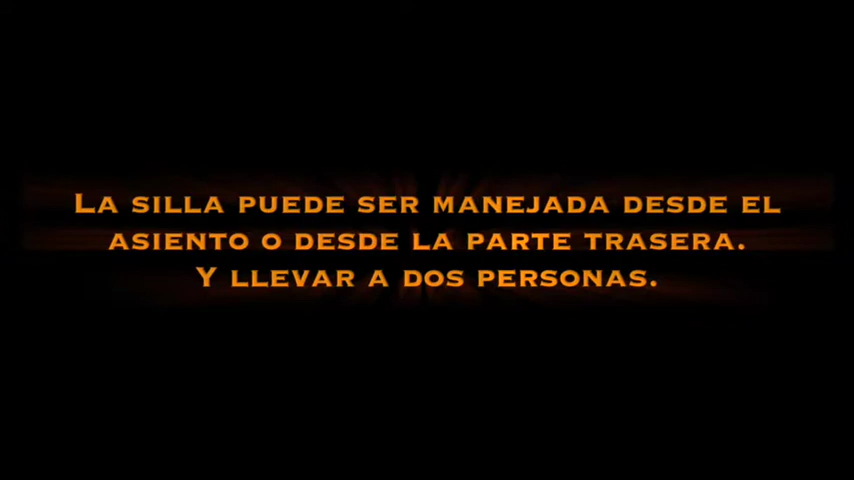 La silla puede ser manejada desde el
asiento o desde la parte trasera.
Y llevar a dos personas.